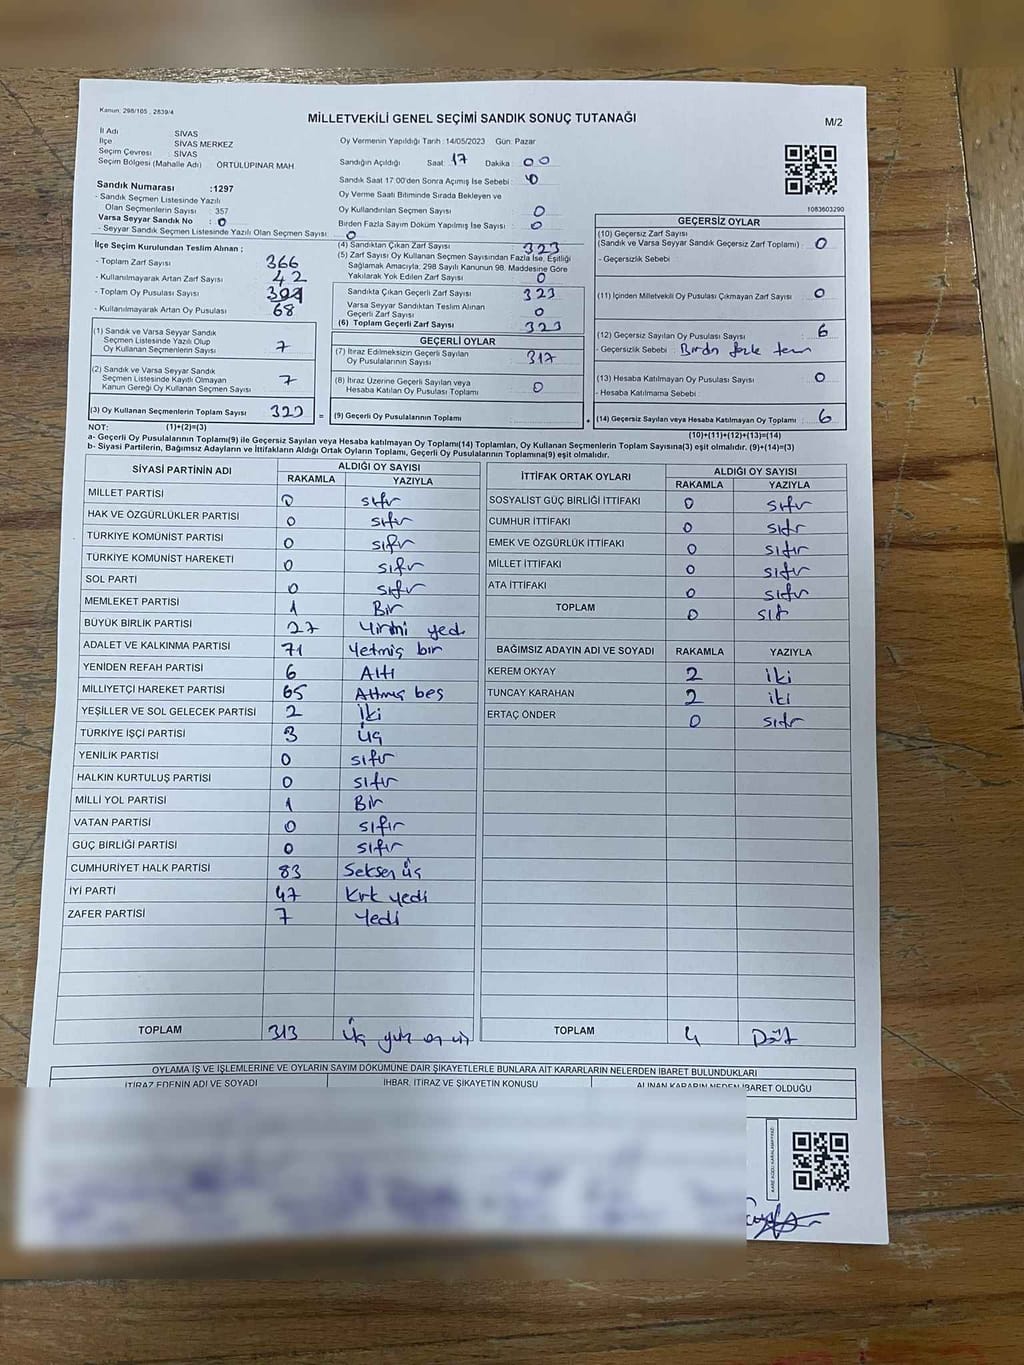 Kanun; 298/105 , 2839/4
MİLLETVEKİLİ GENEL SEÇİMİ SANDIK SONUÇ TUTANAĞI
M/2
İl Adı SİVAS
İlçe SİVAS MERKEZ
Seçim Çevresi : SİVAS
Seçim Bölgesi (Mahalle Adı) ÖRTÜLÜPINAR MAH
Oy Vermenin Yapıldığı Tarih : 14/05/2023 Gün: Pazar
Sandığın Açıldığı Saat: 17 Dakika : 00
Sandık Saat 17:00'den Sonra Açımış İse Sebebi :
Oy Verme Saati Bitiminde Sırada Bekleyen ve
Oy Kullandırılan Seçmen Sayısı : 0
Birden Fazla Sayım Döküm Yapılmış İse Sayısı : 0
1083603290
Sandık Numarası :1297
- Sandık Seçmen Listesinde Yazılı
Olan Seçmenlerin Sayısı : 357
Varsa Seyyar Sandık No : 0
- Seyyar Sandık Seçmen Listesinde Yazılı Olan Seçmen Sayısı : 0
İlçe Seçim Kurulundan Teslim Alınan ;
- Toplam Zarf Sayısı 366
- Kullanılmayarak Artan Zarf Sayısı 42
- Toplam Oy Pusulası Sayısı
- Kullanılmayarak Artan Oy Pusulası 68
(1) Sandık ve Varsa Seyyar Sandık
Seçmen Listesinde Yazılı Olup
Oy Kullanan Seçmenlerin Sayısı : 7
(2) Sandık ve Varsa Seyyar Sandık
Seçmen Listesinde Kayıtlı Olmayan
Kanun Gereği Oy Kullanan Seçmen Sayısı : 7
(3) Oy Kullanan Seçmenlerin Toplam Sayısı : 323 =
(1)+(2)=(3)
(4) Sandıktan Çıkan Zarf Sayısı : 323
(5) Zarf Sayısı Oy Kullanan Seçmen Sayısından Fazla İse, Eşitliği
Sağlamak Amacıyla; 298 Sayılı Kanunun 98. Maddesine Göre
Yakılarak Yok Edilen Zarf Sayısı : 0
Sandıkta Çıkan Geçerli Zarf Sayısı : 323
Varsa Seyyar Sandıktan Teslim Alınan
Geçerli Zarf Sayısı : 0
(6) Toplam Geçerli Zarf Sayısı : 323
GEÇERLİ OYLAR
(7) İtiraz Edilmeksizin Geçerli Sayılan
Oy Pusulalarının Sayısı : 317
(8) İtiraz Üzerine Geçerli Sayılan veya
Hesaba Katılan Oy Pusulası Toplamı : 0
(9) Geçerli Oy Pusulalarının Toplamı :
+
GEÇERSİZ OYLAR
(10) Geçersiz Zarf Sayısı
(Sandık ve Varsa Seyyar Sandık Geçersiz Zarf Toplamı) : 0
- Geçersizlik Sebebi :
(11) İçinden Milletvekili Oy Pusulası Çıkmayan Zarf Sayısı : 0
(12) Geçersiz Sayılan Oy Pusulası Sayısı : 6
- Geçersizlik Sebebi :
(13) Hesaba Katılmayan Oy Pusulası Sayısı : 0
- Hesaba Katılmama Sebebi :
(14) Geçersiz Sayılan veya Hesaba Katılmayan Oy Toplamı : 6
(10)+(11)+(12)+(13)=(14)
NOT:
a- Geçerli Oy Pusulalarının Toplamı(9) ile Geçersiz Sayılan veya Hesaba katılmayan Oy Toplamı(14) Toplamları, Oy Kullanan Seçmenlerin Toplam Sayısına(3) eşit olmalıdır. (9)+(14)=(3)
b- Siyasi Partilerin, Bağımsız Adayların ve İttifakların Aldığı Ortak Oyların Toplamı, Geçerli Oy Pusulalarının Toplamına(9) eşit olmalıdır.
SİYASİ PARTİNİN ADI ALDIĞI OY SAYISI
RAKAMLA YAZIYLA
MİLLET PARTİSİ 0 sıfır
HAK VE ÖZGÜRLÜKLER PARTİSİ 0 sıfır
TÜRKİYE KOMÜNİST PARTİSİ 0 sıfır
TÜRKİYE KOMÜNİST HAREKETİ 0 sıfır
SOL PARTİ 0 sıfır
MEMLEKET PARTİSİ 1 Bir
BÜYÜK BİRLİK PARTİSİ 27 Yirmi yedi
ADALET VE KALKINMA PARTİSİ 71 Yetmiş bir
YENİDEN REFAH PARTİSİ 6 Altı
MİLLİYETÇİ HAREKET PARTİSİ 65 Altmış beş
YEŞİLLER VE SOL GELECEK PARTİSİ 2 İki
TÜRKİYE İŞÇİ PARTİSİ 3 Üç
YENİLİK PARTİSİ 0 sıfır
HALKIN KURTULUŞ PARTİSİ 0 sıfır
MİLLİ YOL PARTİSİ 1 Bir
VATAN PARTİSİ 0 sıfır
GÜÇ BİRLİĞİ PARTİSİ 0 sıfır
CUMHURİYET HALK PARTİSİ 83 Seksen üç
İYİ PARTİ 47 Kırk yedi
ZAFER PARTİSİ 7 Yedi
TOPLAM 313 Üç yüz on üç
İTTİFAK ORTAK OYLARI ALDIĞI OY SAYISI
RAKAMLA YAZIYLA
SOSYALİST GÜÇ BİRLİĞİ İTTİFAKI 0 sıfır
CUMHUR İTTİFAKI 0 sıfır
EMEK VE ÖZGÜRLÜK İTTİFAKI 0 sıfır
MİLLET İTTİFAKI 0 sıfır
ATA İTTİFAKI 0 sıfır
TOPLAM 0 sıfır
BAĞIMSIZ ADAYIN ADI VE SOYADI RAKAMLA YAZIYLA
KEREM OKYAY 2 iki
TUNCAY KARAHAN 2 iki
ERTAÇ ÖNDER 0 sıfır
TOPLAM 4 Dört
OYLAMA İŞ VE İŞLEMLERİNE VE OYLARIN SAYIM DÖKÜMÜNE DAİR ŞİKAYETLERLE BUNLARA AİT KARARLARIN NELERDEN İBARET BULUNDUKLARI
İTİRAZ EDENİN ADI VE SOYADI İHBAR, İTİRAZ VE ŞİKAYETİN KONUSU ALINAN KARARIN NEDEN İBARET OLDUĞU